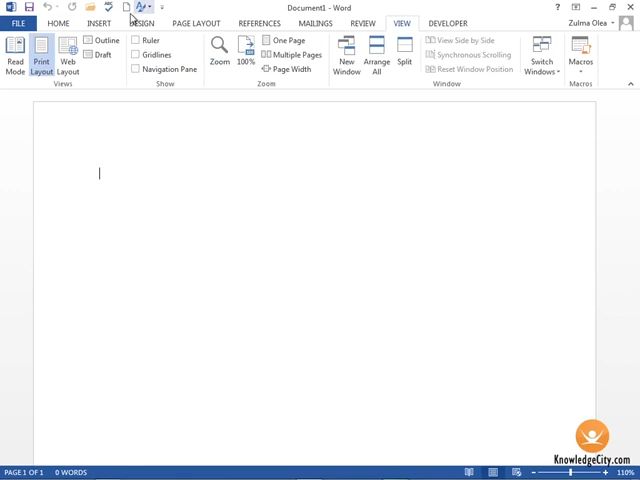 Document1 - Word
FILE HOME INSERT DESIGN PAGE LAYOUT REFERENCES MAILINGS REVIEW VIEW DEVELOPER Zulma Olea
Read Mode
Print Layout
Web Layout
Outline
Draft
Views
Ruler
Gridlines
Navigation Pane
Show
Zoom
100%
One Page
Multiple Pages
Page Width
Zoom
New Window
Arrange All
Split
View Side by Side
Synchronous Scrolling
Reset Window Position
Window
Switch Windows
Macros
Macros
KnowledgeCity.com
PAGE 1 OF 1 0 WORDS 110%